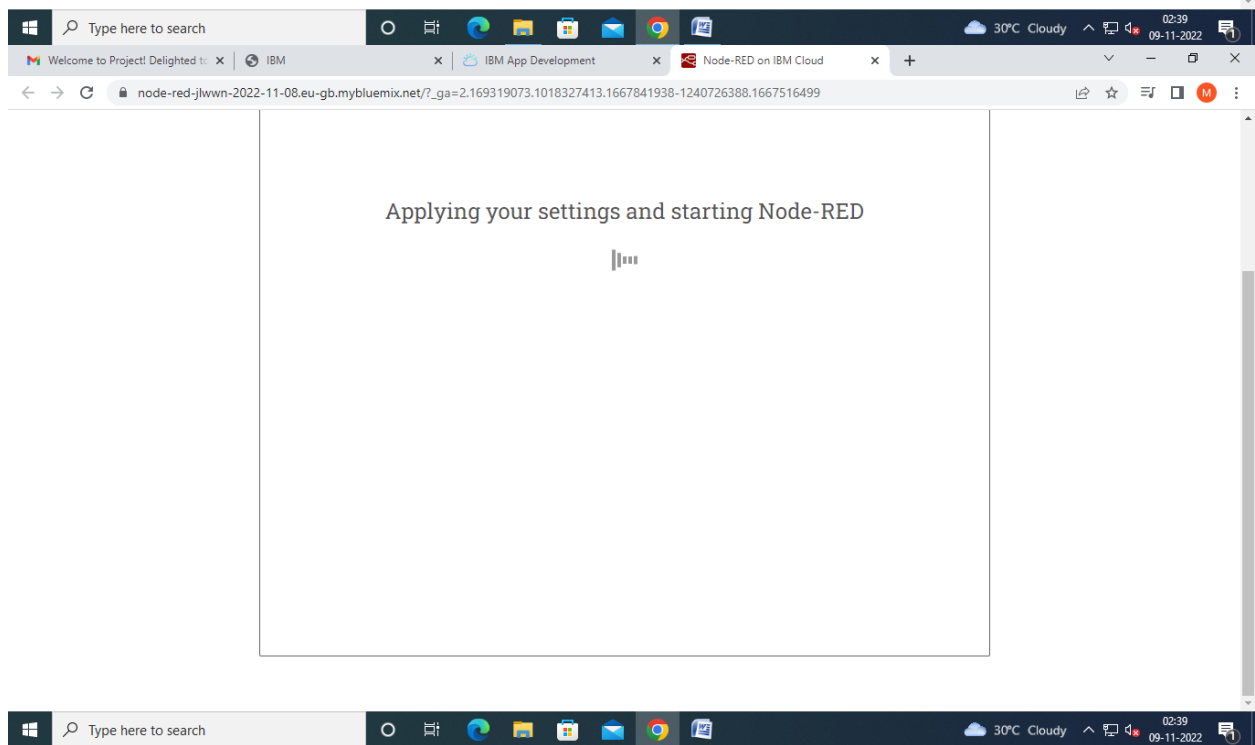 Type here to search
30°C Cloudy
02:39
09-11-2022
1
Welcome to Project! Delighted to
IBM
IBM App Development
Node-RED on IBM Cloud
node-red-jlwwn-2022-11-08.eu-gb.mybluemix.net/?_ga=2.169319073.1018327413.1667841938-1240726388.1667516499
M
Applying your settings and starting Node-RED
Type here to search
30°C Cloudy
02:39
09-11-2022
1